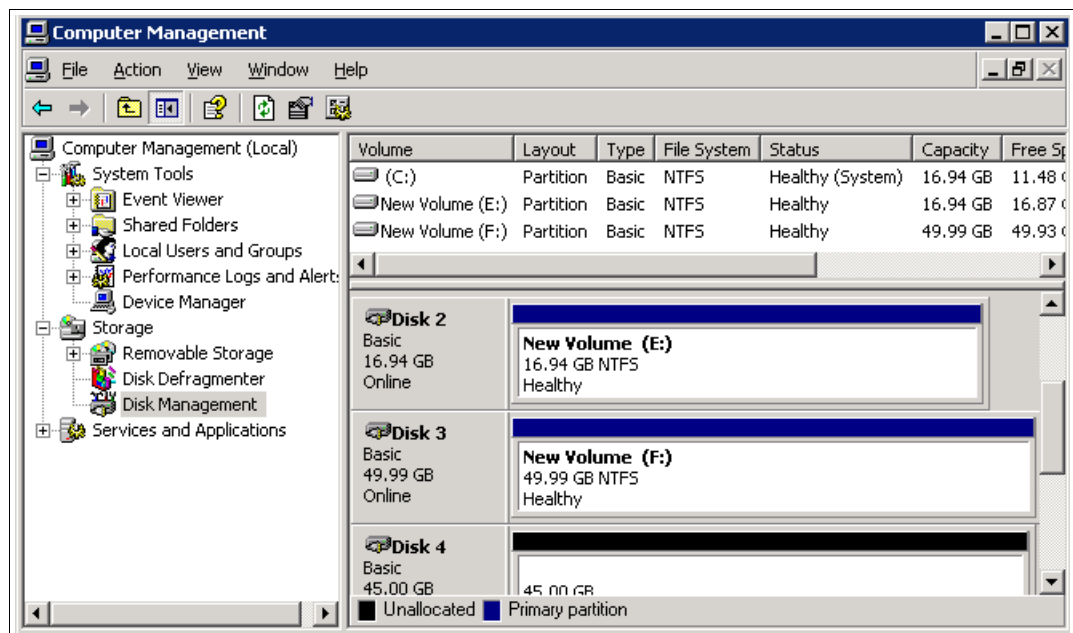 Computer Management
File Action View Window Help
Computer Management (Local)
System Tools
Event Viewer
Shared Folders
Local Users and Groups
Performance Logs and Alert
Device Manager
Storage
Removable Storage
Disk Defragmenter
Disk Management
Services and Applications
Volume Layout Type File System Status Capacity Free Sp
(C:) Partition Basic NTFS Healthy (System) 16.94 GB 11.48
New Volume (E:) Partition Basic NTFS Healthy 16.94 GB 16.87
New Volume (F:) Partition Basic NTFS Healthy 49.99 GB 49.93
Disk 2
Basic
16.94 GB
Online
New Volume (E:)
16.94 GB NTFS
Healthy
Disk 3
Basic
49.99 GB
Online
New Volume (F:)
49.99 GB NTFS
Healthy
Disk 4
Basic
45.00 GB
45.00 GB
Unallocated Primary partition